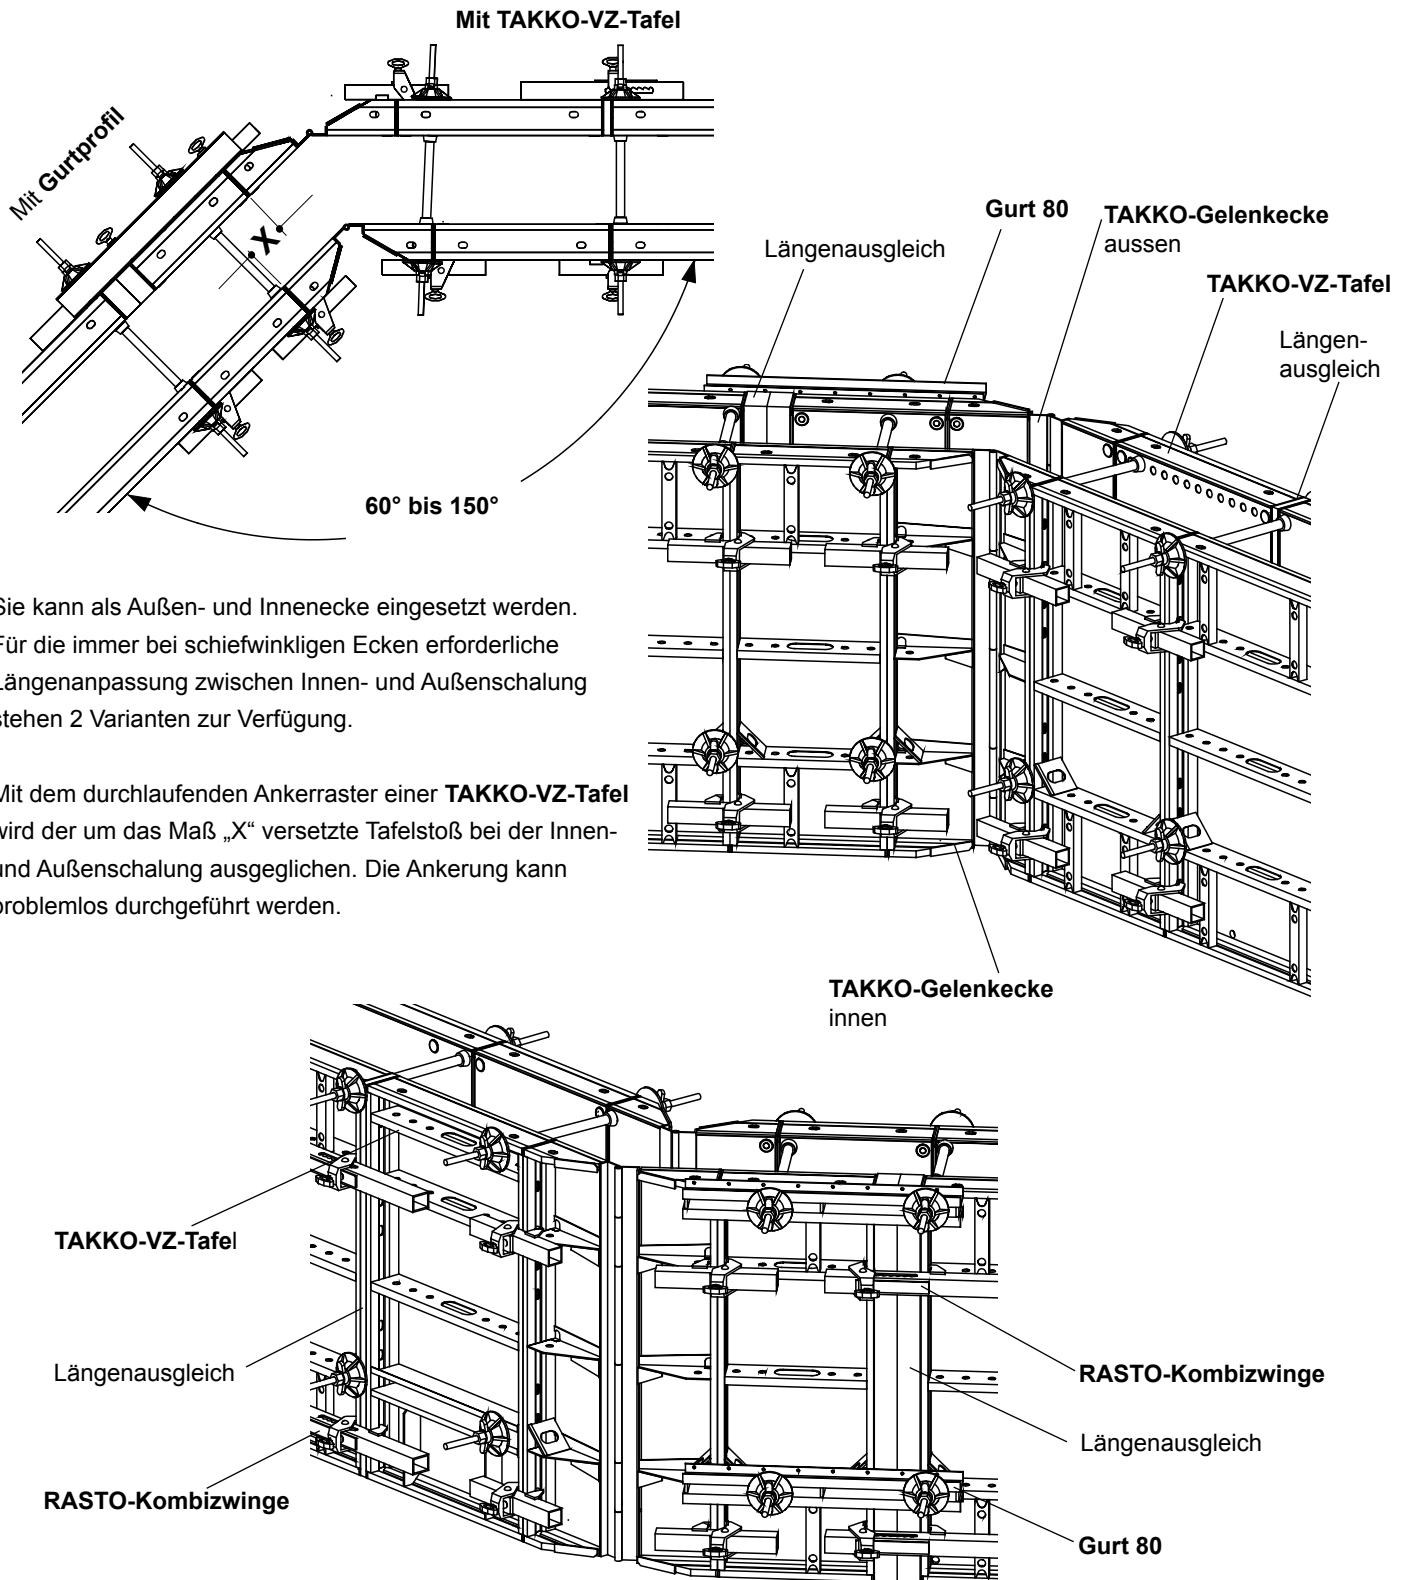 Mit TAKKO-VZ-Tafel
Mit Gurtprofil
X
60° bis 150°
Gurt 80
TAKKO-Gelenkecke
aussen
Längenausgleich
TAKKO-VZ-Tafel
Längen-
ausgleich
Sie kann als Außen- und Innenecke eingesetzt werden.
Für die immer bei schiefwinkligen Ecken erforderliche
Längenanpassung zwischen Innen- und Außenschalung
stehen 2 Varianten zur Verfügung.
Mit dem durchlaufenden Ankerraster einer TAKKO-VZ-Tafel
wird der um das Maß „X“ versetzte Tafelstoß bei der Innen-
und Außenschalung ausgeglichen. Die Ankerung kann
problemlos durchgeführt werden.
TAKKO-Gelenkecke
innen
TAKKO-VZ-Tafel
Längenausgleich
RASTO-Kombizwinge
RASTO-Kombizwinge
Längenausgleich
Gurt 80